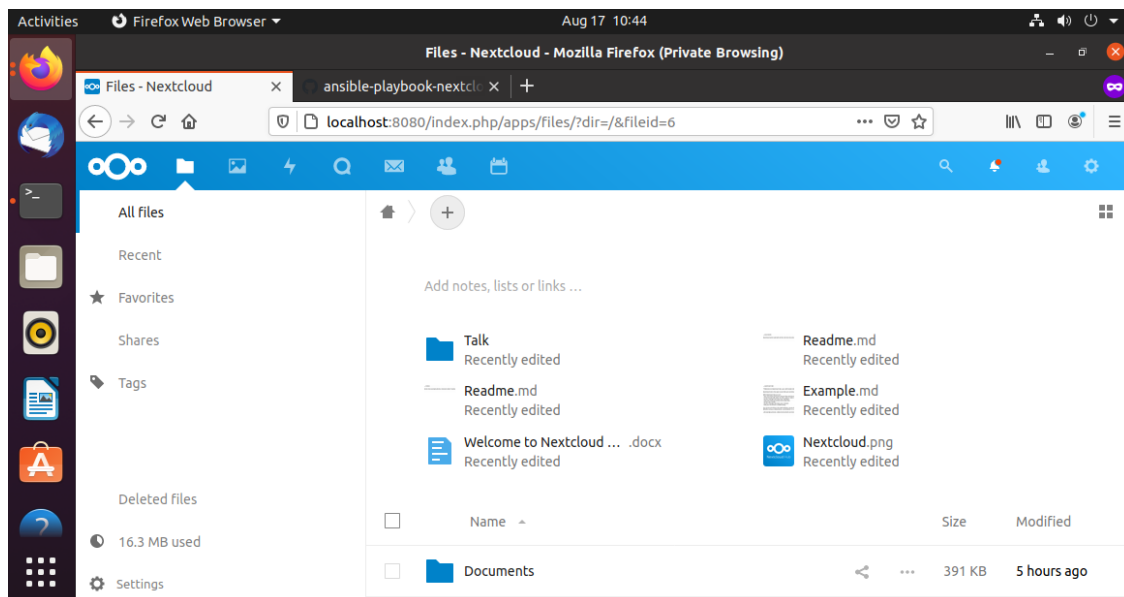 Activities Firefox Web Browser Aug 17 10:44
Files - Nextcloud - Mozilla Firefox (Private Browsing)
Files - Nextcloud ansible-playbook-nextclo
localhost:8080/index.php/apps/files/?dir=/&fileid=6
All files
Recent
Favorites
Add notes, lists or links ...
Shares
Talk
Recently edited
Readme.md
Recently edited
Tags
Readme.md
Recently edited
Example.md
Recently edited
Welcome to Nextcloud ... .docx
Recently edited
Nextcloud.png
Recently edited
Deleted files
Name Size Modified
16.3 MB used
Documents 391 KB 5 hours ago
Settings